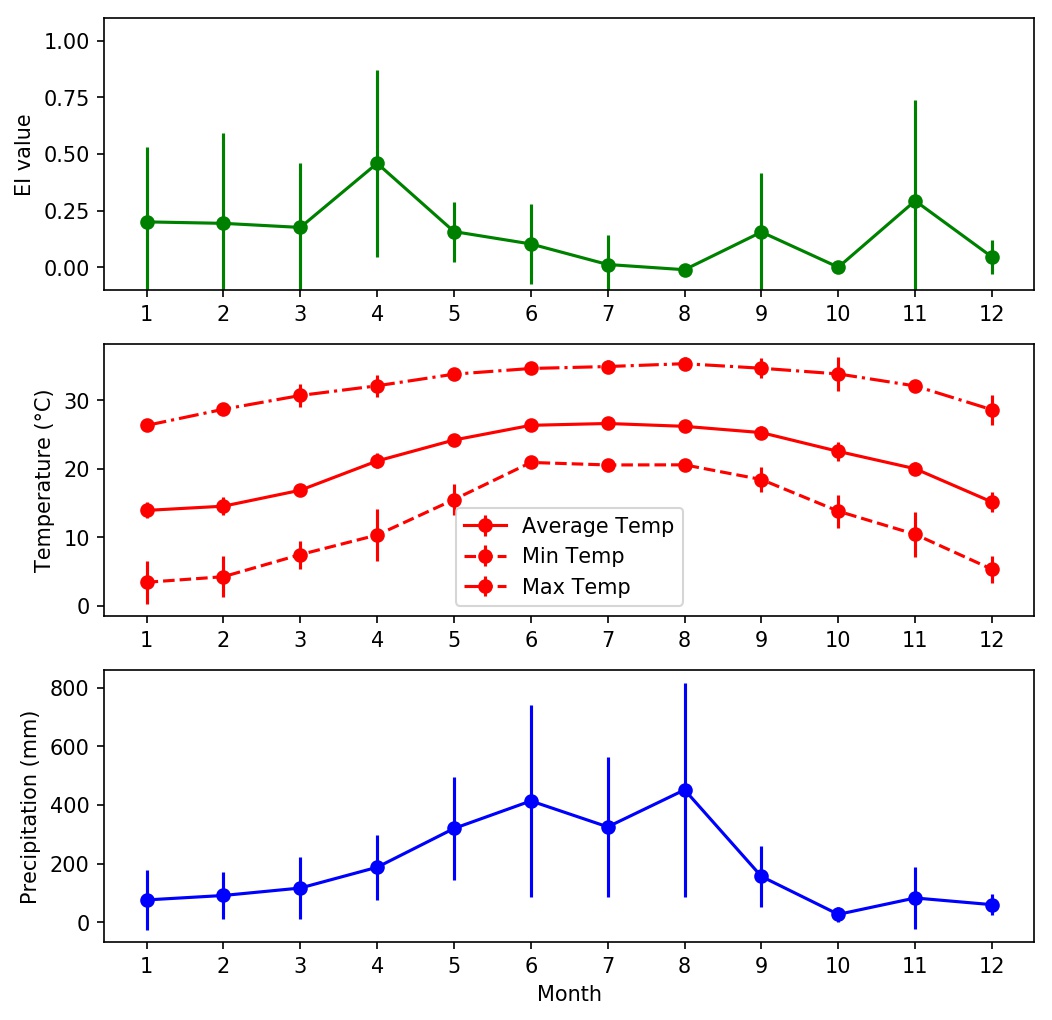 1.00
0.75
0.50
0.25
0.00
EI value
1 2 3 4 5 6 7 8 9 10 11 12
30
20
10
0
Temperature (°C)
Average Temp
Min Temp
Max Temp
1 2 3 4 5 6 7 8 9 10 11 12
800
600
400
200
0
Precipitation (mm)
1 2 3 4 5 6 7 8 9 10 11 12
Month